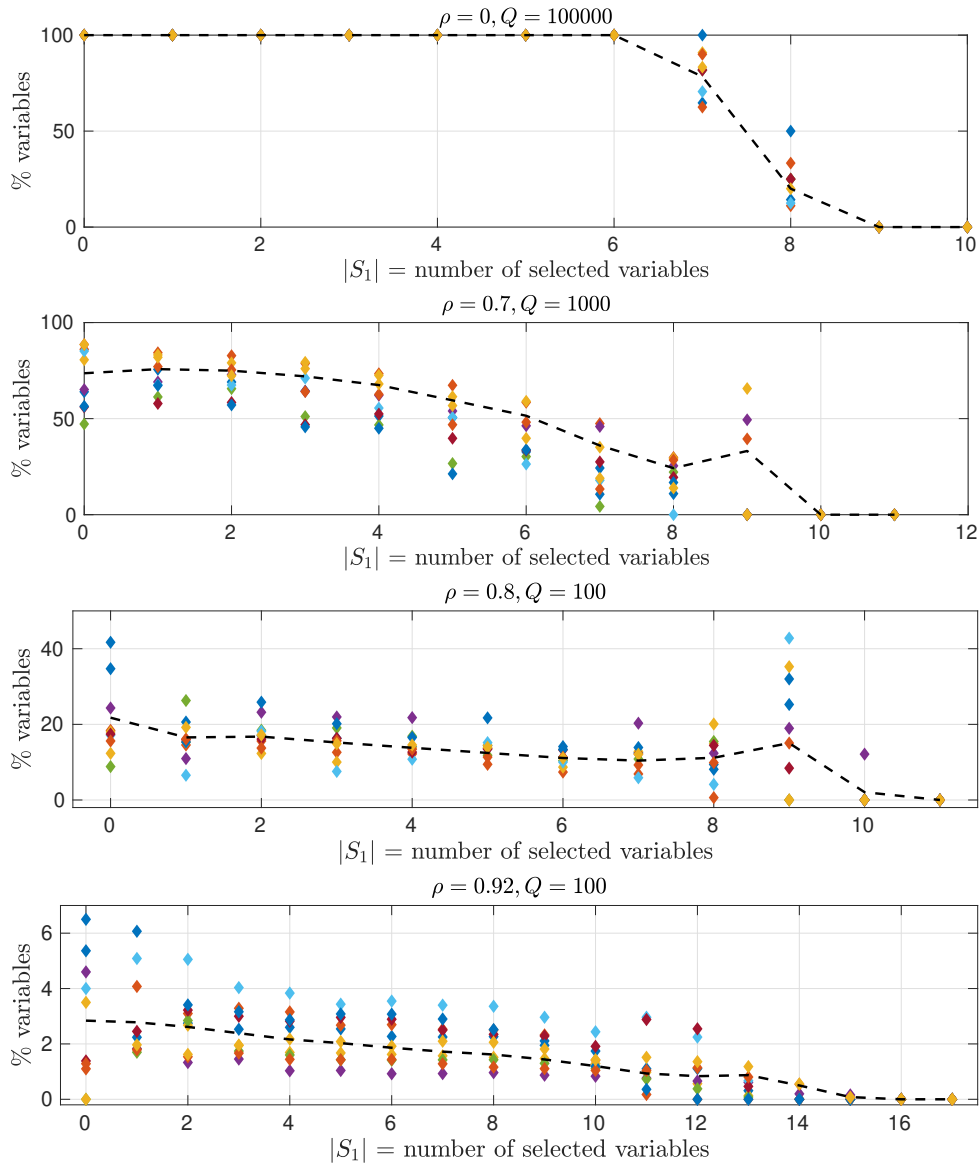 ρ = 0, Q = 100000
100
50
0
% variables
0 2 4 6 8 10
|S₁| = number of selected variables
ρ = 0.7, Q = 1000
100
50
0
% variables
0 2 4 6 8 10 12
|S₁| = number of selected variables
ρ = 0.8, Q = 100
40
20
0
% variables
0 2 4 6 8 10
|S₁| = number of selected variables
ρ = 0.92, Q = 100
6
4
2
0
% variables
0 2 4 6 8 10 12 14 16
|S₁| = number of selected variables